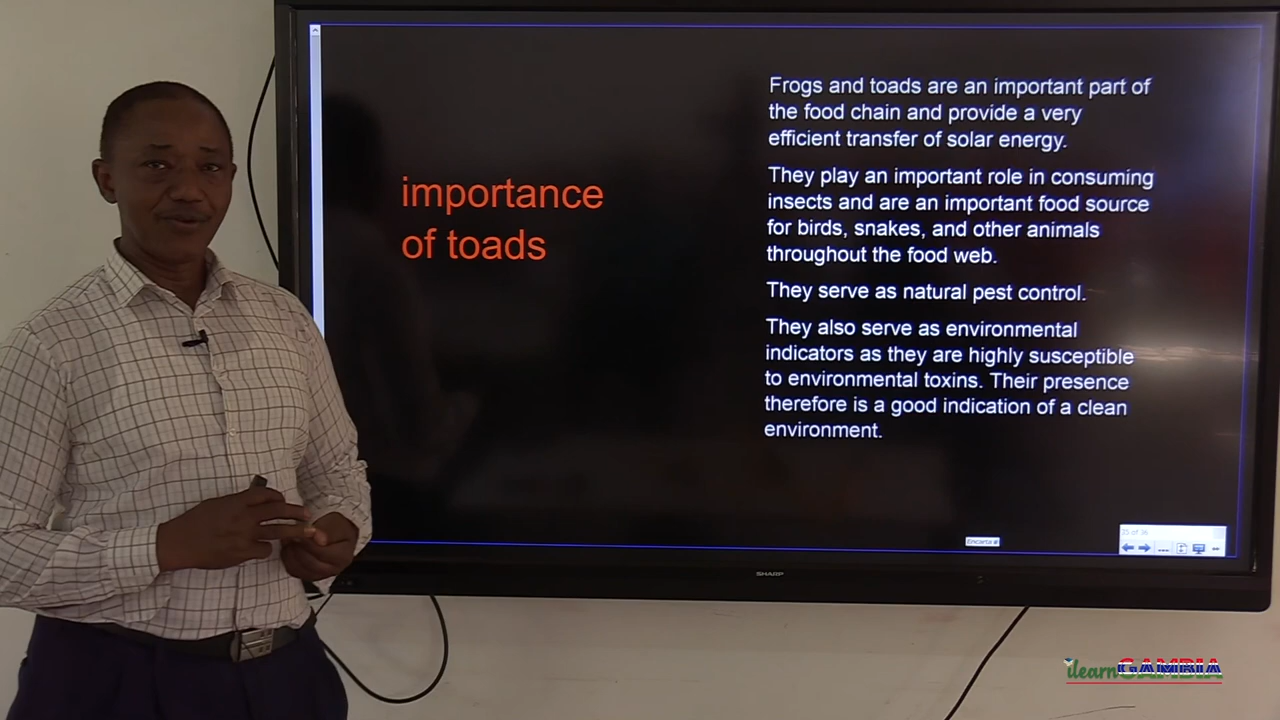 importance
of toads
Frogs and toads are an important part of
the food chain and provide a very
efficient transfer of solar energy.
They play an important role in consuming
insects and are an important food source
for birds, snakes, and other animals
throughout the food web.
They serve as natural pest control.
They also serve as environmental
indicators as they are highly susceptible
to environmental toxins. Their presence
therefore is a good indication of a clean
environment.
35 of 36
SHARP
ilearnGAMBIA